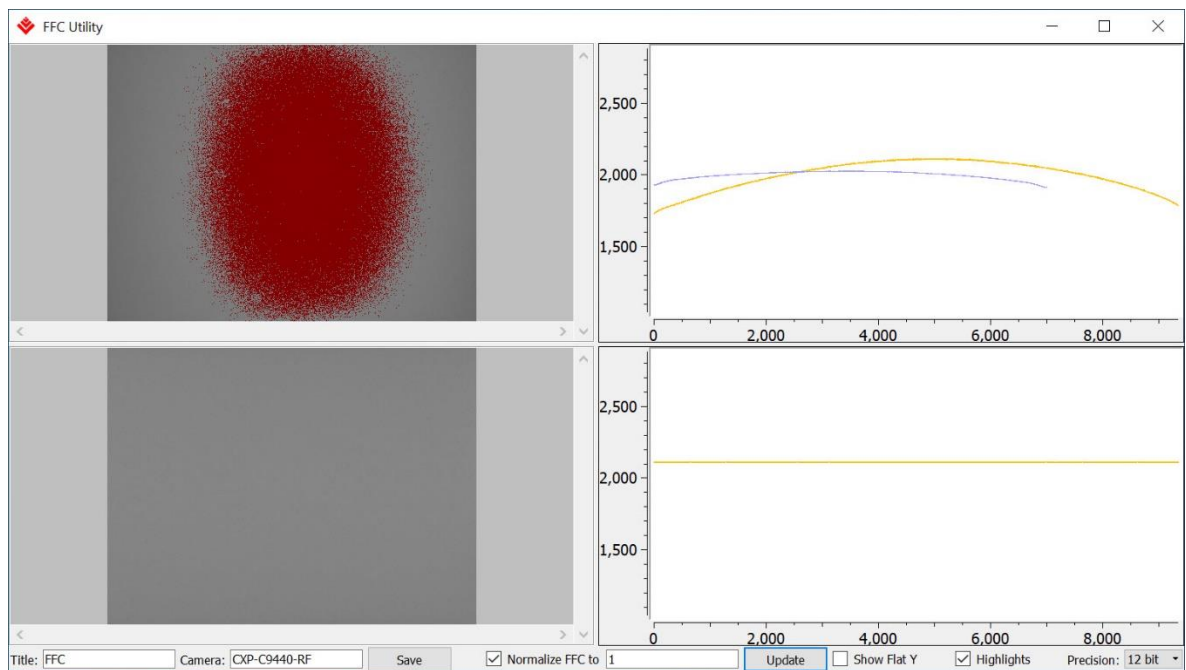 FFC Utility
2,500
2,000
1,500
0 2,000 4,000 6,000 8,000
2,500
2,000
1,500
0 2,000 4,000 6,000 8,000
Title: FFC Camera: CXP-C9440-RF Save Normalize FFC to 1 Update Show Flat Y Highlights Precision: 12 bit